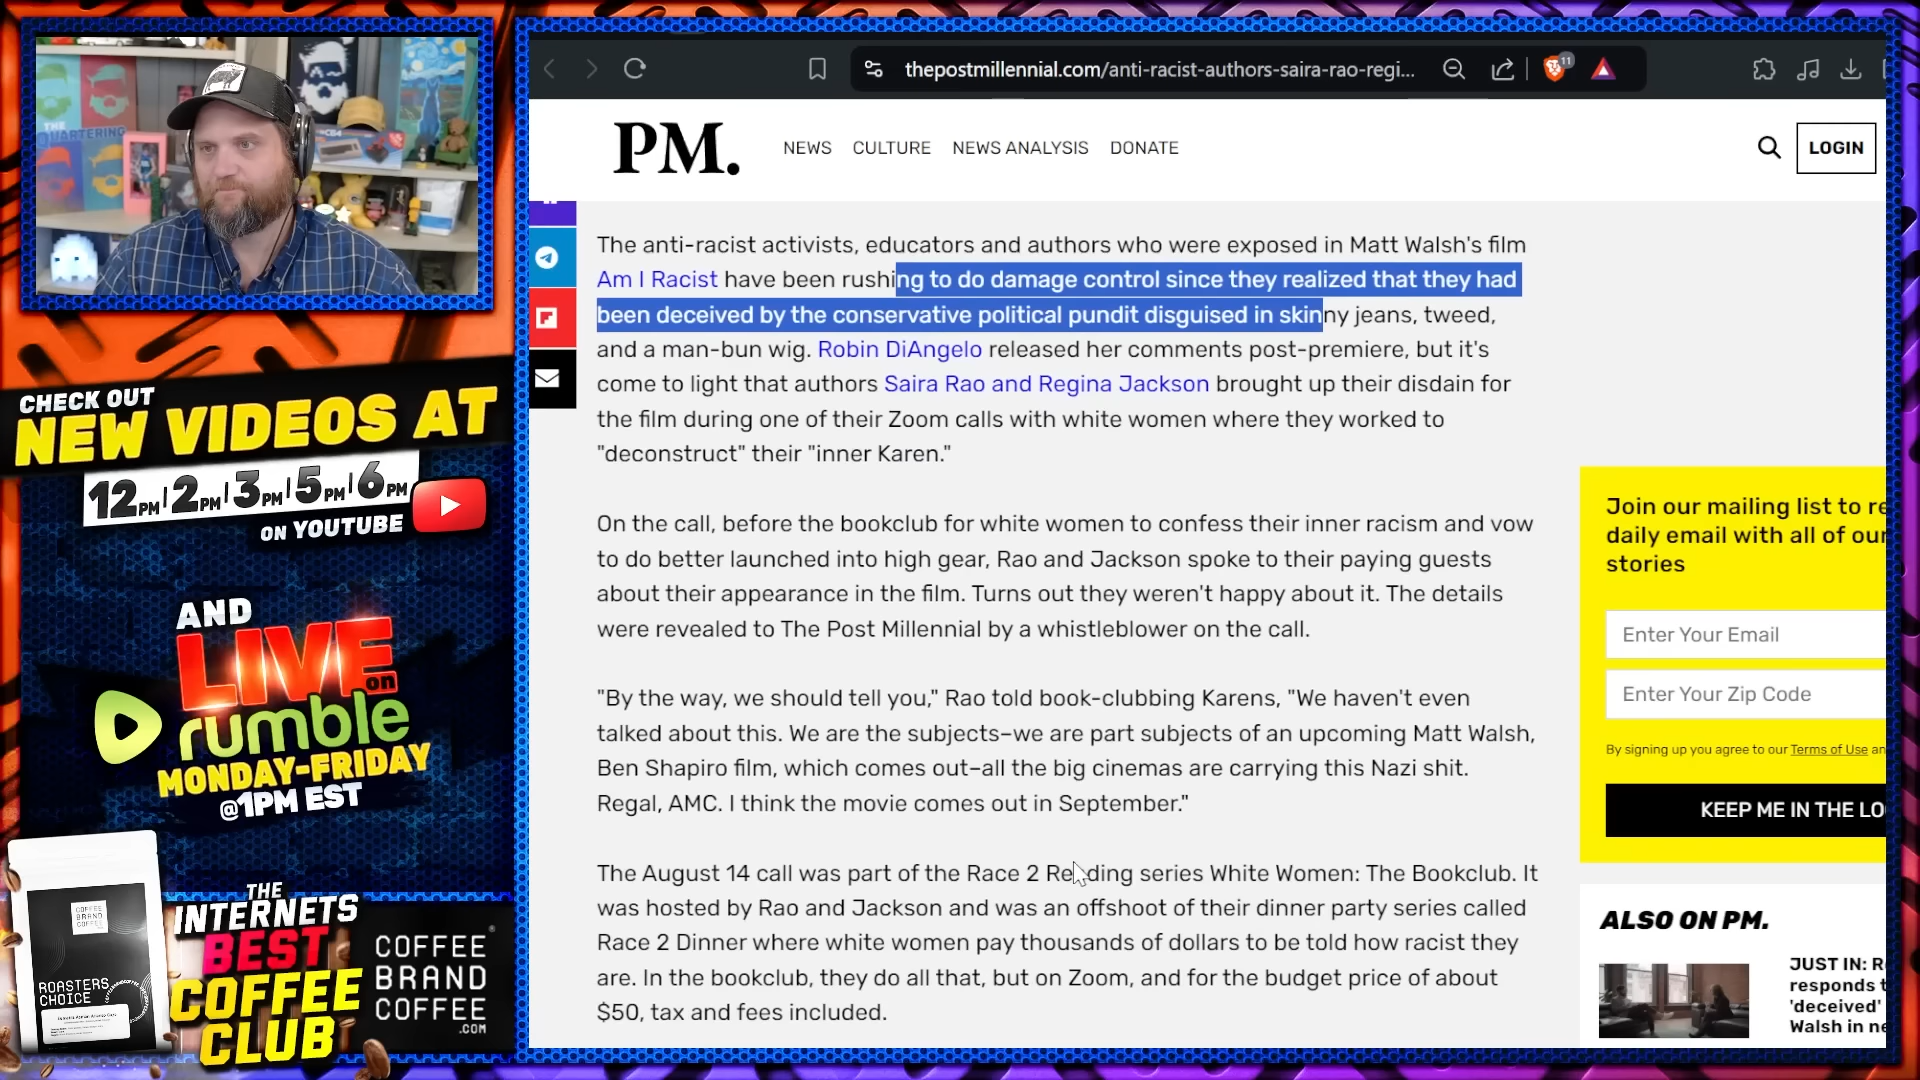 THE
QUARTERING
C64
CHECK OUT
NEW VIDEOS AT
12PM | 2PM | 3PM | 5PM | 6PM
ON YOUTUBE
AND
LIVE
on
rumble
MONDAY-FRIDAY
@1PM EST
COFFEE
BRAND
COFFEE
ROASTERS
CHOICE
THE
INTERNETS
BEST
COFFEE
CLUB
COFFEE
BRAND
COFFEE
.COM
thepostmillennial.com/anti-racist-authors-saira-rao-regi...
11
PM.
NEWS CULTURE NEWS ANALYSIS DONATE
LOGIN
The anti-racist activists, educators and authors who were exposed in Matt Walsh's film
Am I Racist have been rushing to do damage control since they realized that they had
been deceived by the conservative political pundit disguised in skinny jeans, tweed,
and a man-bun wig. Robin DiAngelo released her comments post-premiere, but it's
come to light that authors Saira Rao and Regina Jackson brought up their disdain for
the film during one of their Zoom calls with white women where they worked to
"deconstruct" their "inner Karen."
On the call, before the bookclub for white women to confess their inner racism and vow
to do better launched into high gear, Rao and Jackson spoke to their paying guests
about their appearance in the film. Turns out they weren't happy about it. The details
were revealed to The Post Millennial by a whistleblower on the call.
"By the way, we should tell you," Rao told book-clubbing Karens, "We haven't even
talked about this. We are the subjects–we are part subjects of an upcoming Matt Walsh,
Ben Shapiro film, which comes out–all the big cinemas are carrying this Nazi shit.
Regal, AMC. I think the movie comes out in September."
The August 14 call was part of the Race 2 Reading series White Women: The Bookclub. It
was hosted by Rao and Jackson and was an offshoot of their dinner party series called
Race 2 Dinner where white women pay thousands of dollars to be told how racist they
are. In the bookclub, they do all that, but on Zoom, and for the budget price of about
$50, tax and fees included.
Join our mailing list to re
daily email with all of our
stories
Enter Your Email
Enter Your Zip Code
By signing up you agree to our Terms of Use an
KEEP ME IN THE LO
ALSO ON PM.
JUST IN: R
responds t
'deceived'
Walsh in ne